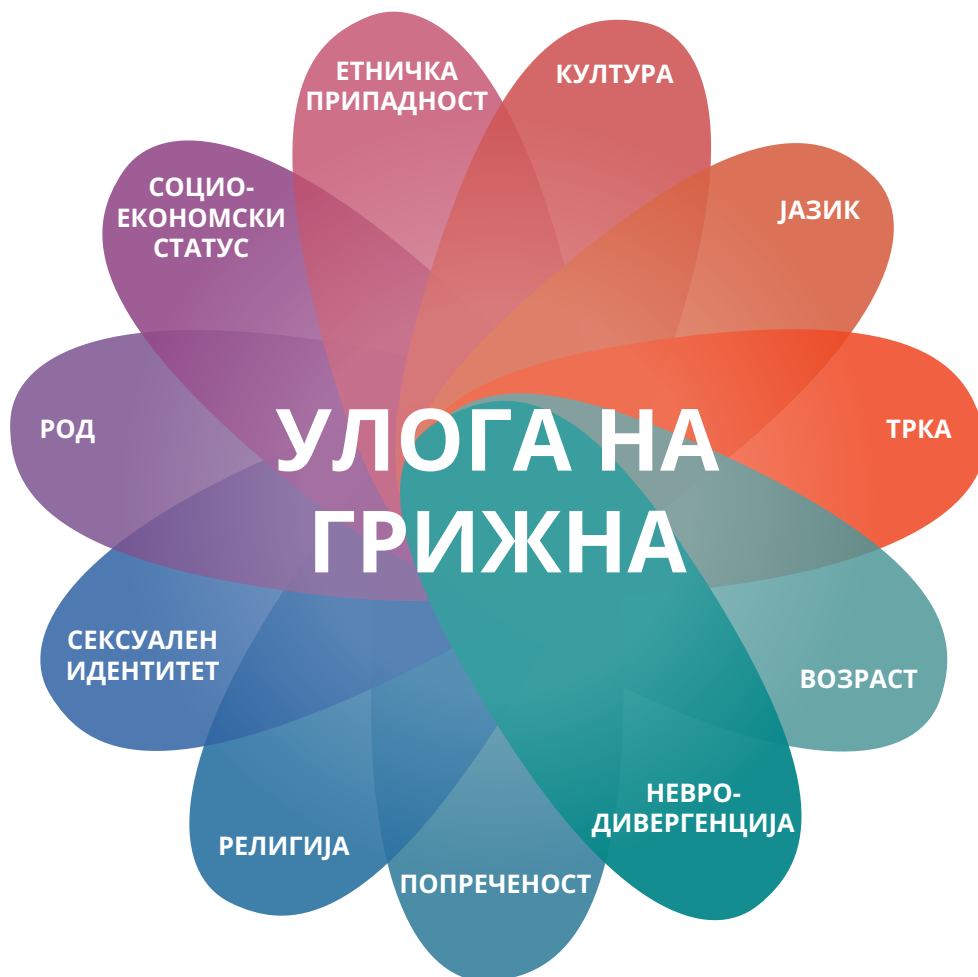 ЕТНИЧКА
ПРИПАДНОСТ
КУЛТУРА
ЈАЗИК
ТРКА
ВОЗРАСТ
НЕВРО-
ДИВЕРГЕНЦИЈА
ПОПРЕЧЕНОСТ
РЕЛИГИЈА
СЕКСУАЛЕН
ИДЕНТИТЕТ
РОД
СОЦИО-
ЕКОНОМСКИ
СТАТУС
УЛОГА НА
ГРИЖНА